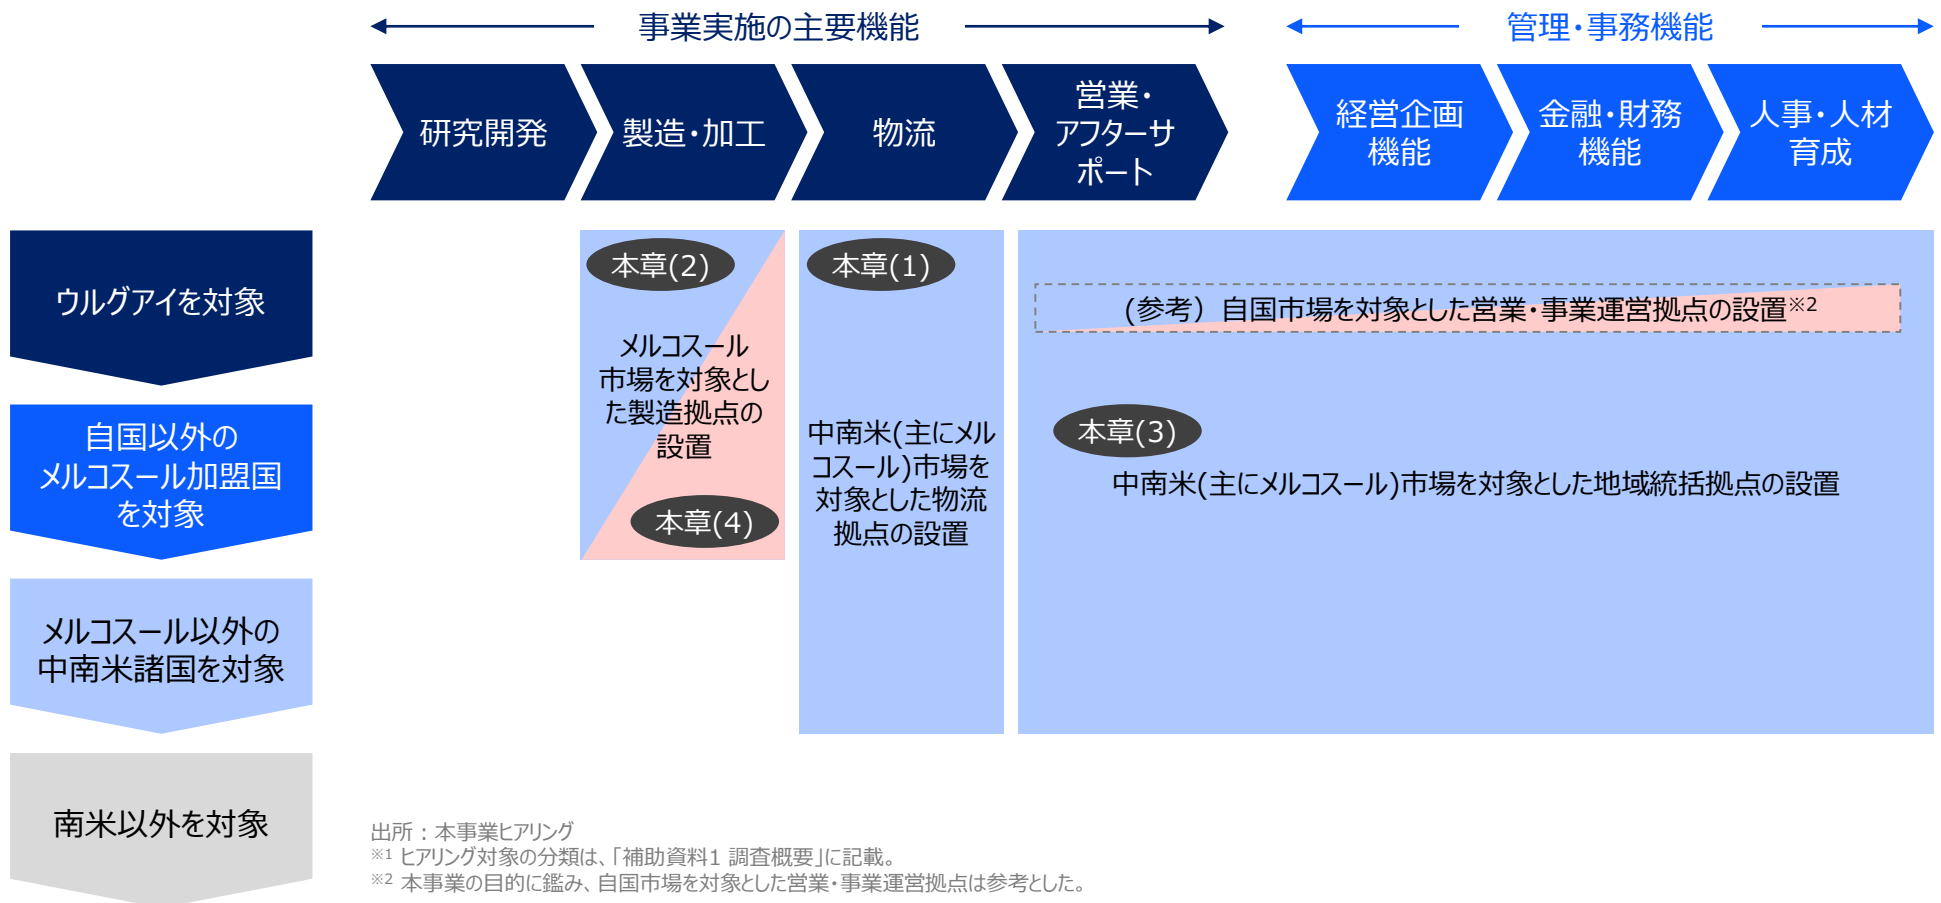 事業実施の主要機能
管理・事務機能
研究開発
製造・加工
物流
営業・
アフターサ
ポート
経営企画
機能
金融・財務
機能
人事・人材
育成
ウルグアイを対象
自国以外の
メルコスール加盟国
を対象
メルコスール以外の
中南米諸国を対象
南米以外を対象
本章(2)
メルコスール
市場を対象とし
た製造拠点の
設置
本章(4)
本章(1)
中南米(主にメル
コスール)市場を
対象とした物流
拠点の設置
(参考) 自国市場を対象とした営業・事業運営拠点の設置※2
本章(3)
中南米(主にメルコスール)市場を対象とした地域統括拠点の設置
出所：本事業ヒアリング
※1 ヒアリング対象の分類は、「補助資料1 調査概要」に記載。
※2 本事業の目的に鑑み、自国市場を対象とした営業・事業運営拠点は参考とした。